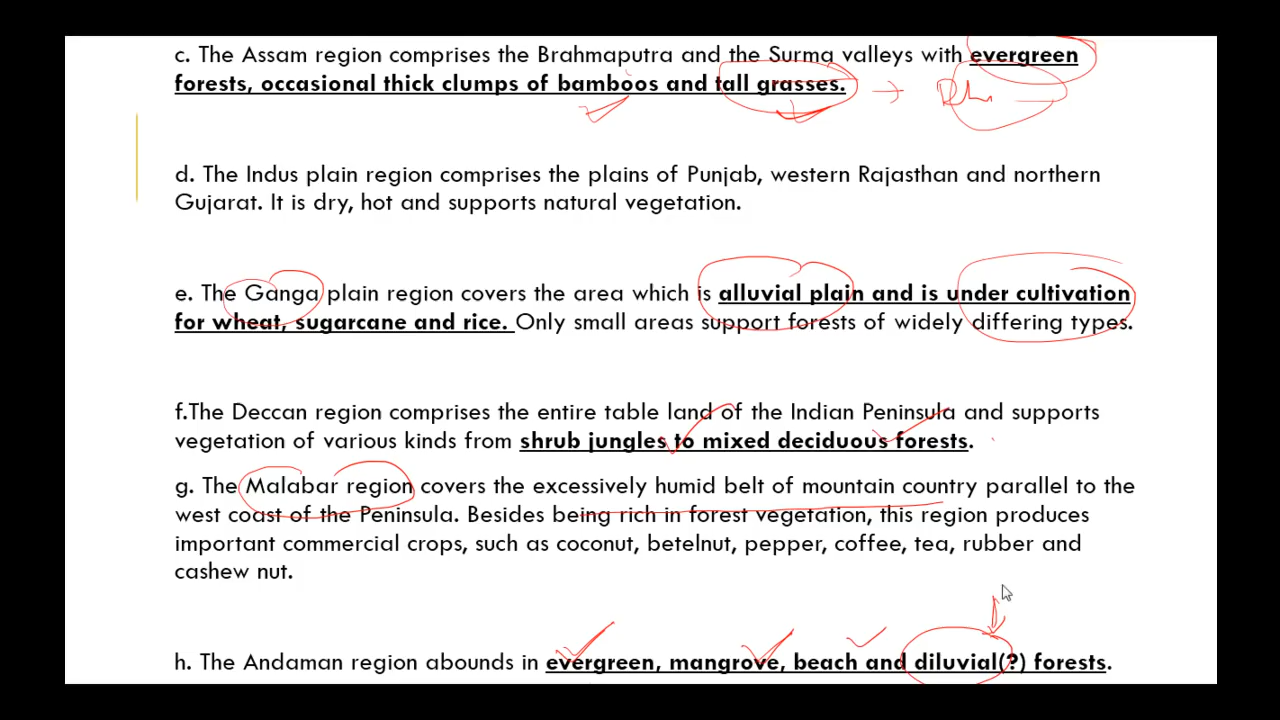 c. The Assam region comprises the Brahmaputra and the Surma valleys with evergreen
forests, occasional thick clumps of bamboos and tall grasses.
d. The Indus plain region comprises the plains of Punjab, western Rajasthan and northern
Gujarat. It is dry, hot and supports natural vegetation.
e. The Ganga plain region covers the area which is alluvial plain and is under cultivation
for wheat, sugarcane and rice. Only small areas support forests of widely differing types.
f.The Deccan region comprises the entire table land of the Indian Peninsula and supports
vegetation of various kinds from shrub jungles to mixed deciduous forests.
g. The Malabar region covers the excessively humid belt of mountain country parallel to the
west coast of the Peninsula. Besides being rich in forest vegetation, this region produces
important commercial crops, such as coconut, betelnut, pepper, coffee, tea, rubber and
cashew nut.
h. The Andaman region abounds in evergreen, mangrove, beach and diluvial(?) forests.